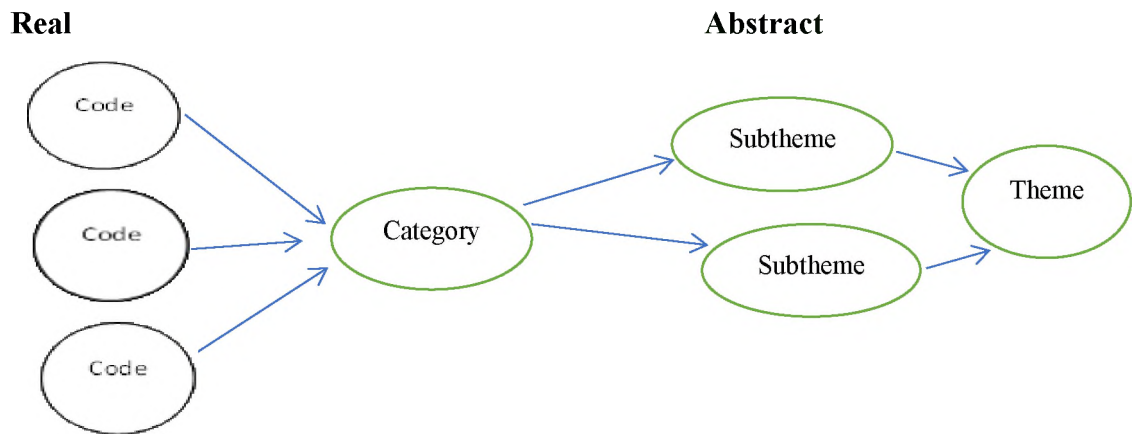 Real
Abstract
Code
Code
Code
Category
Subtheme
Subtheme
Theme